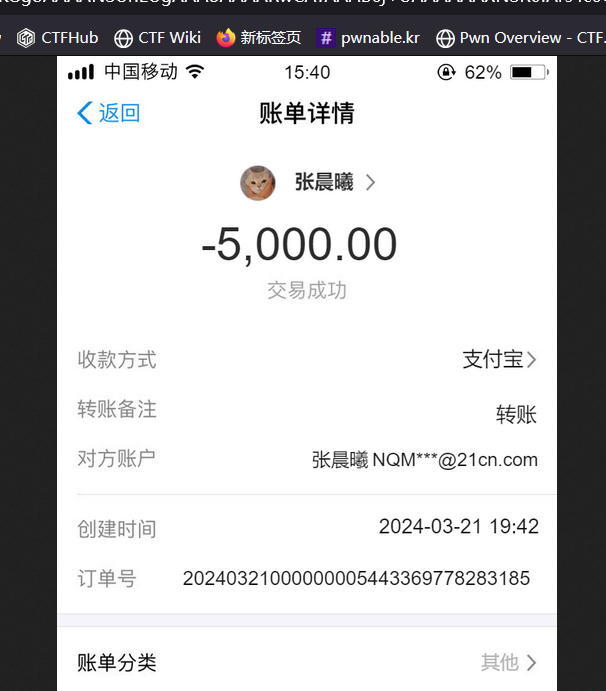 CTFHub CTF Wiki 新标签页 # pwnable.kr Pwn Overview - CTF.
中国移动 15:40 62%
返回 账单详情
张晨曦
-5,000.00
交易成功
收款方式 支付宝
转账备注 转账
对方账户 张晨曦 NQM***@21cn.com
创建时间 2024-03-21 19:42
订单号 20240321000000005443369778283185
账单分类 其他